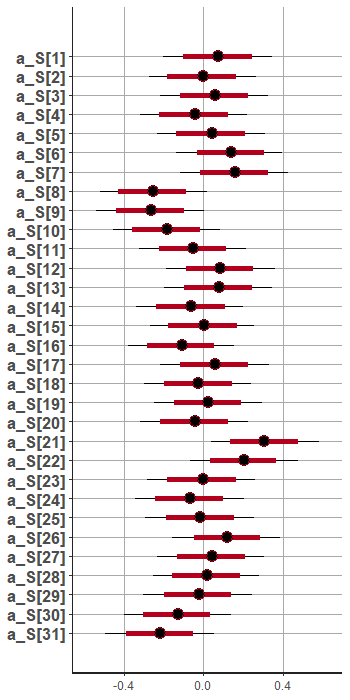 a_S[1]
a_S[2]
a_S[3]
a_S[4]
a_S[5]
a_S[6]
a_S[7]
a_S[8]
a_S[9]
a_S[10]
a_S[11]
a_S[12]
a_S[13]
a_S[14]
a_S[15]
a_S[16]
a_S[17]
a_S[18]
a_S[19]
a_S[20]
a_S[21]
a_S[22]
a_S[23]
a_S[24]
a_S[25]
a_S[26]
a_S[27]
a_S[28]
a_S[29]
a_S[30]
a_S[31]
-0.4 0.0 0.4